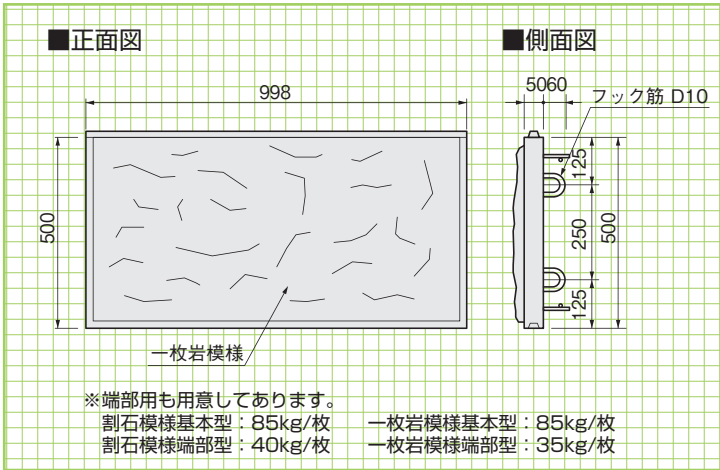 ■正面図
■側面図
998
5060
フック筋 D10
500
125
250
500
125
一枚岩模様
※端部用も用意してあります。
割石模様基本型：85kg/枚 一枚岩模様基本型：85kg/枚
割石模様端部型：40kg/枚 一枚岩模様端部型：35kg/枚